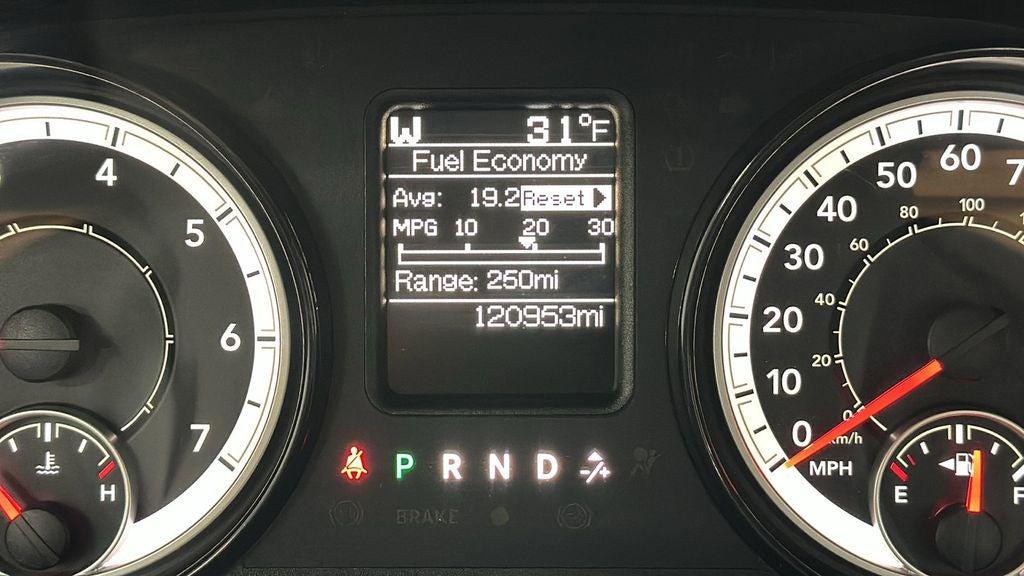 W 31°F
Fuel Economy
Avg: 19.2 Reset
MPG 10 20 30
Range: 250mi
120953mi
4
5
6
7
H
P R N D
BRAKE
0
10
20
30
40
50
60
0
20
40
60
80
100
km/h
MPH
E
F